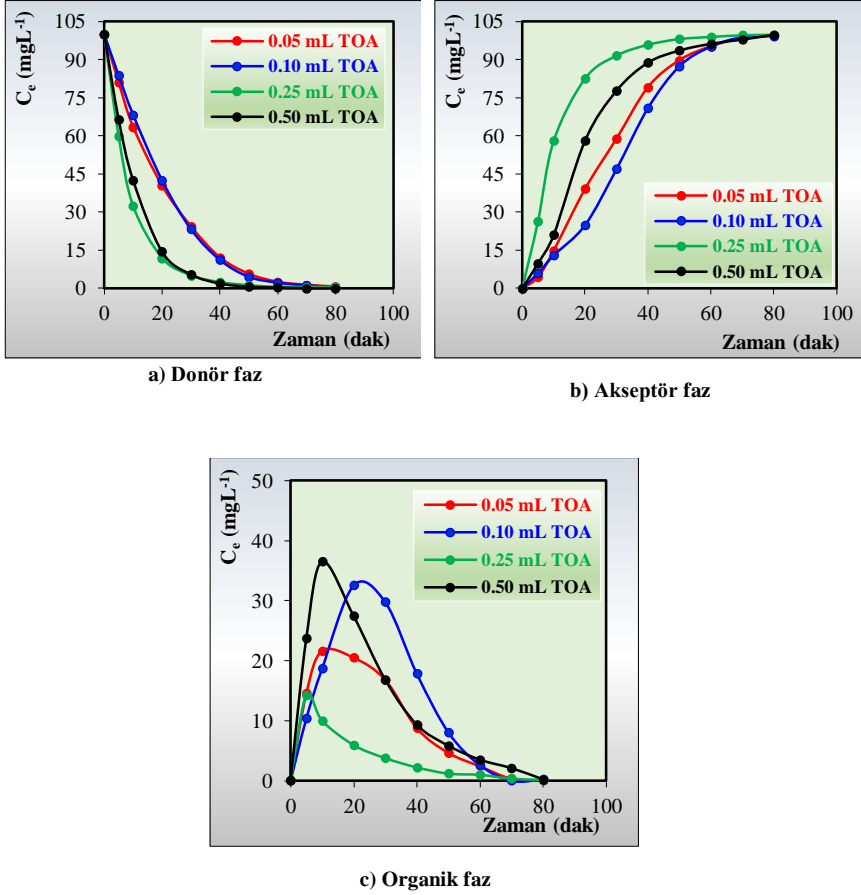 105
90
75
60
45
30
15
0
C_e (mgL⁻¹)
0.05 mL TOA
0.10 mL TOA
0.25 mL TOA
0.50 mL TOA
0 20 40 60 80 100
Zaman (dak)
a) Donör faz
105
90
75
60
45
30
15
0
C_e (mgL⁻¹)
0.05 mL TOA
0.10 mL TOA
0.25 mL TOA
0.50 mL TOA
0 20 40 60 80 100
Zaman (dak)
b) Akseptör faz
50
40
30
20
10
0
C_e (mgL⁻¹)
0.05 mL TOA
0.10 mL TOA
0.25 mL TOA
0.50 mL TOA
0 20 40 60 80 100
Zaman (dak)
c) Organik faz